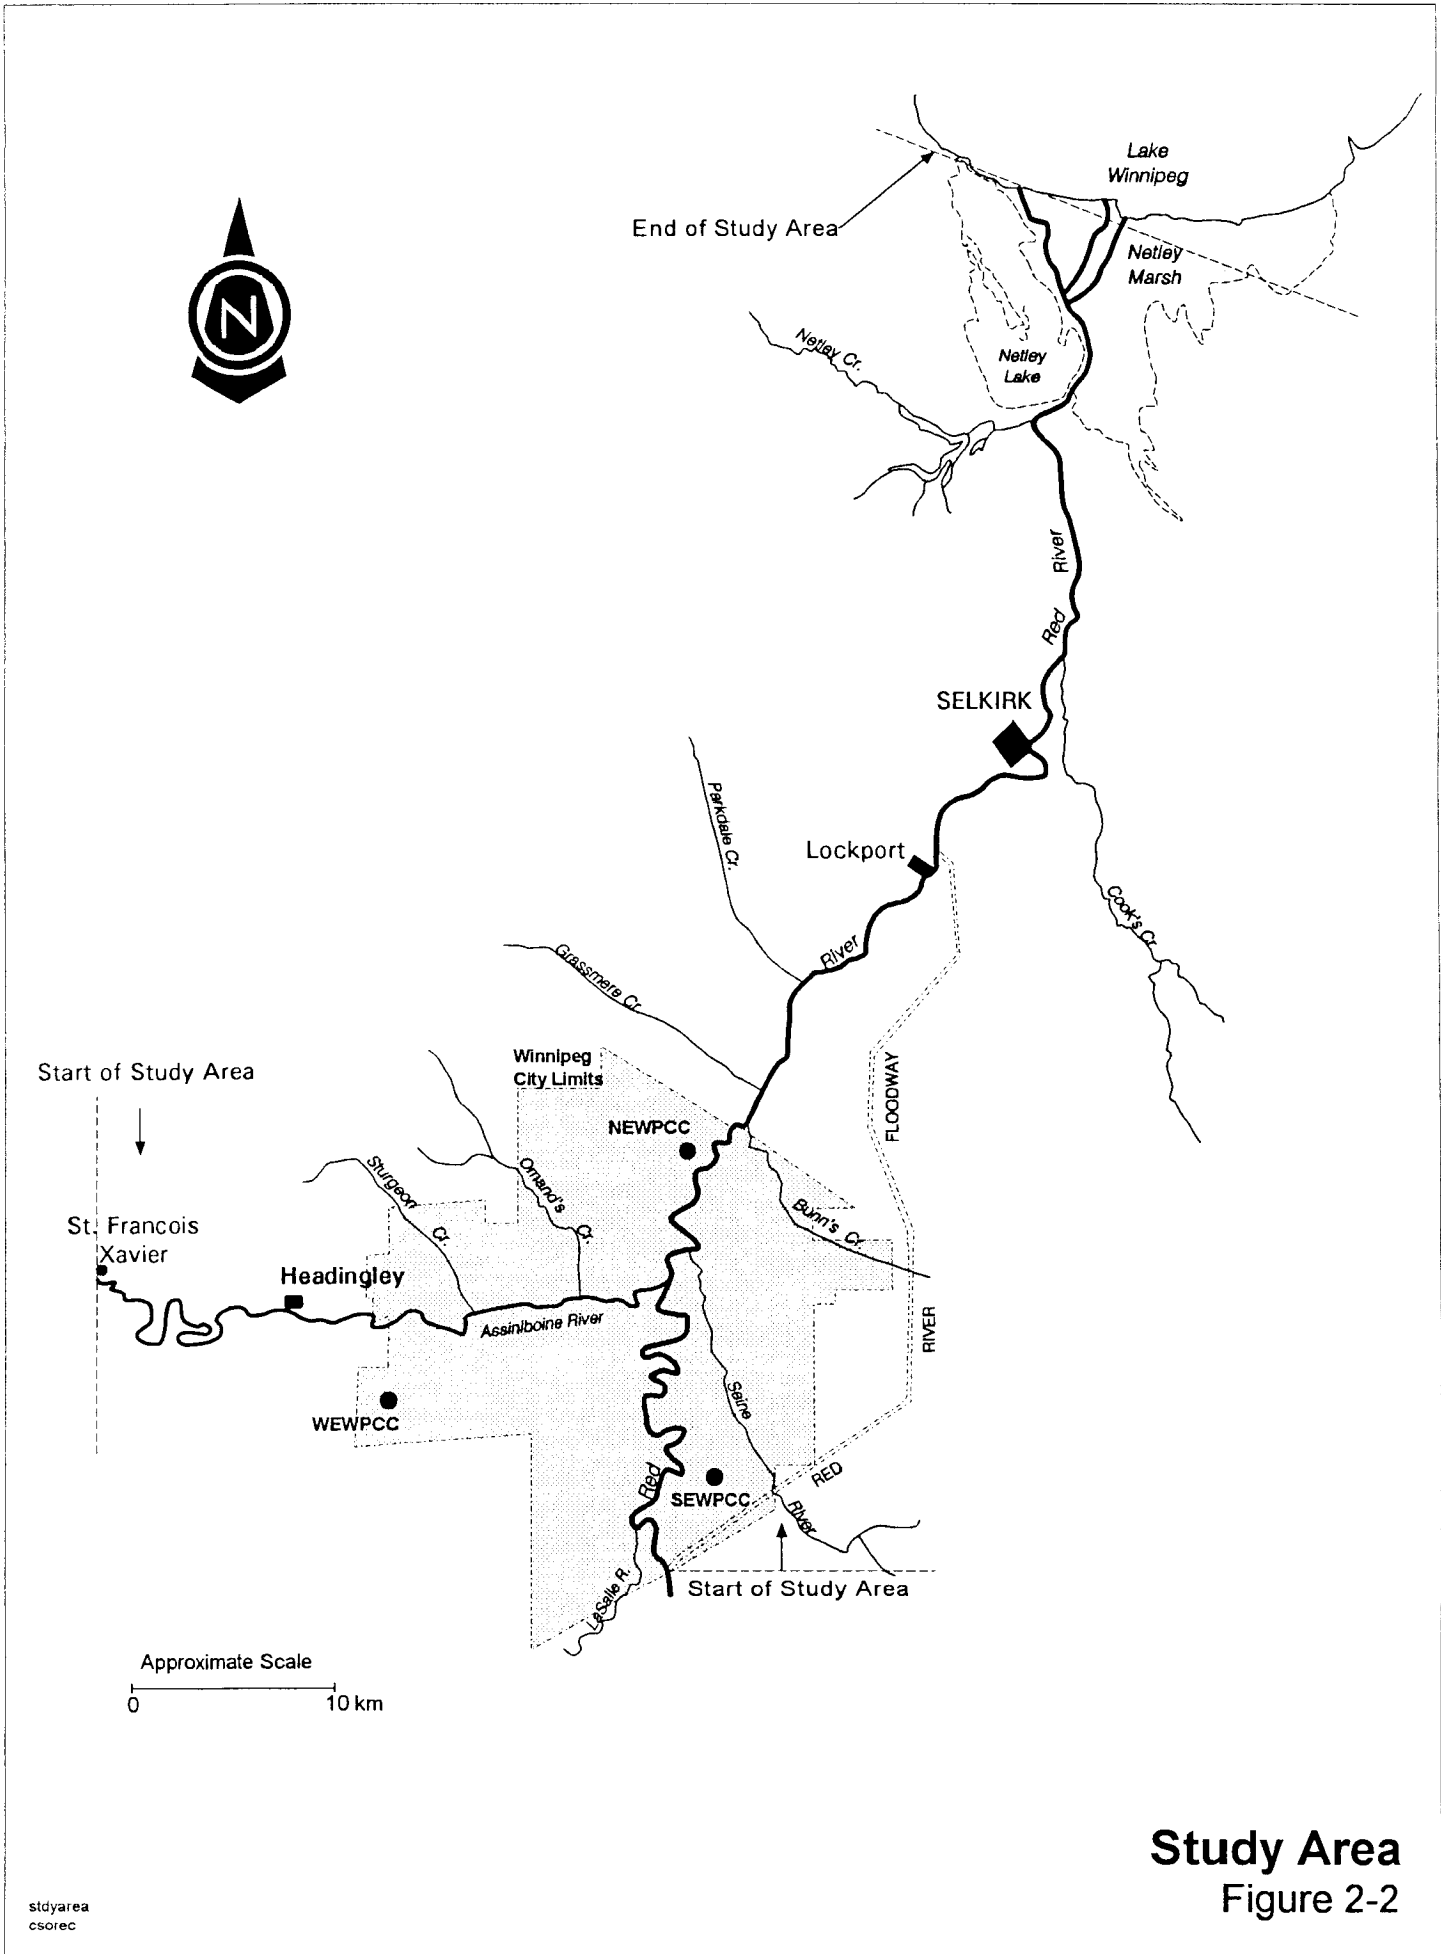 Lake
Winnipeg
End of Study Area
Netley
Marsh
N
Netley Cr.
Netley
Lake
River
Red
SELKIRK
Parkdale Cr.
Lockport
Cook's Cr.
River
Grassmere Cr.
Winnipeg
City Limits
Start of Study Area
FLOODWAY
NEWPCC
Sturgeon
Cr.
Omand's
Cr.
Bunn's Cr.
St. Francois
Xavier
Headingley
Assiniboine River
RIVER
Seine
WEWPCC
Red
RED
SEWPCC
River
Start of Study Area
LaSalle R.
Approximate Scale
0 10 km
Study Area
Figure 2-2
stdyarea
csorec